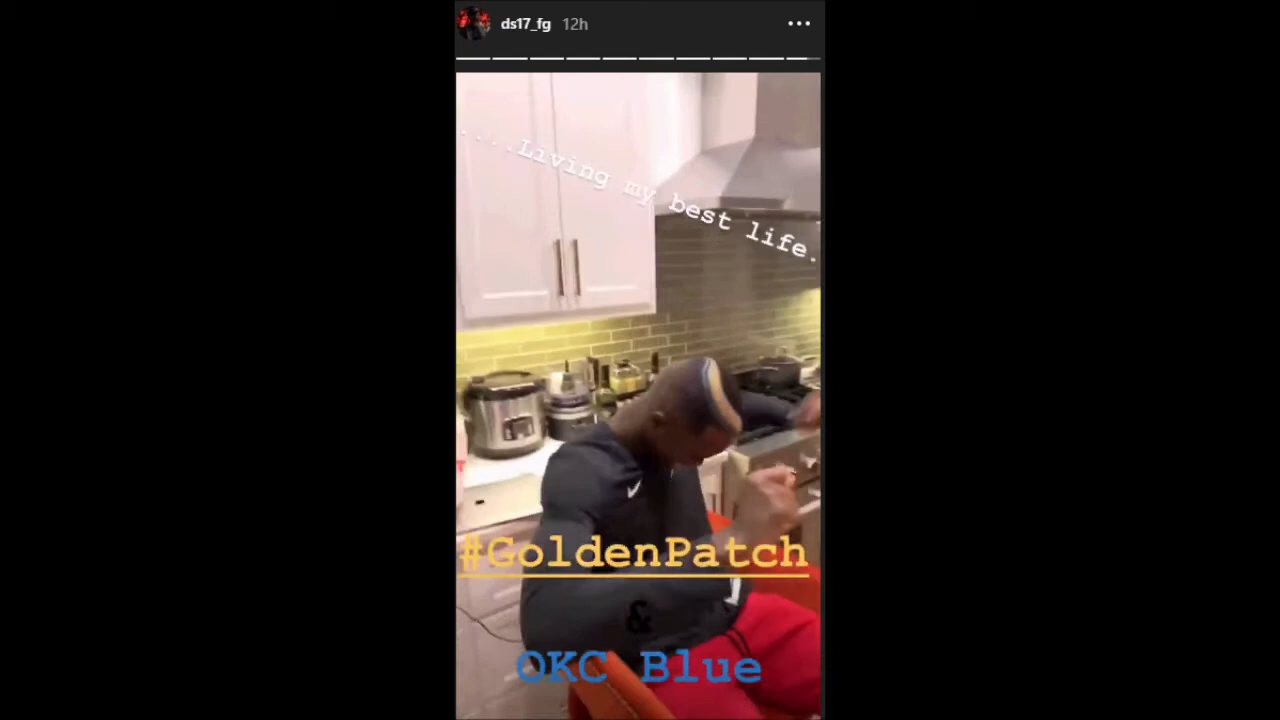 ds17_fg 12h
....Living my best life.
#GoldenPatch
&
OKC Blue